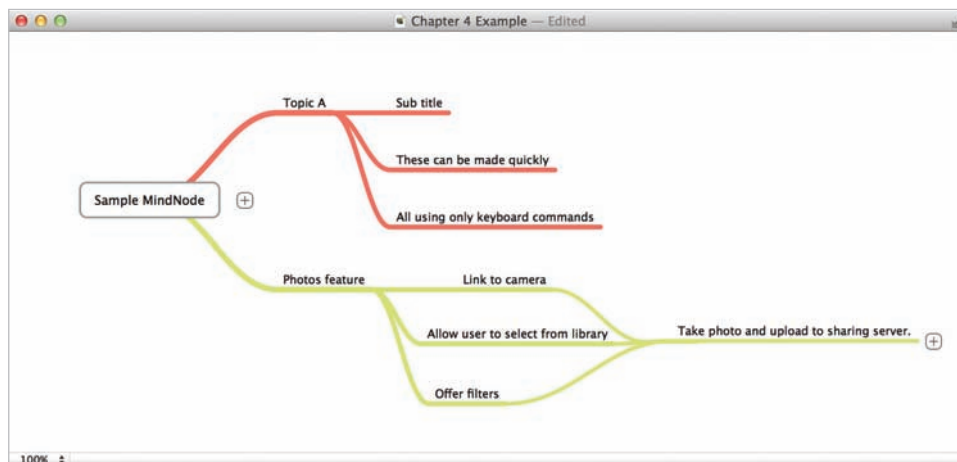 Chapter 4 Example — Edited
Topic A
Sub title
These can be made quickly
Sample MindNode
All using only keyboard commands
Photos feature
Link to camera
Allow user to select from library
Take photo and upload to sharing server.
Offer filters
100%